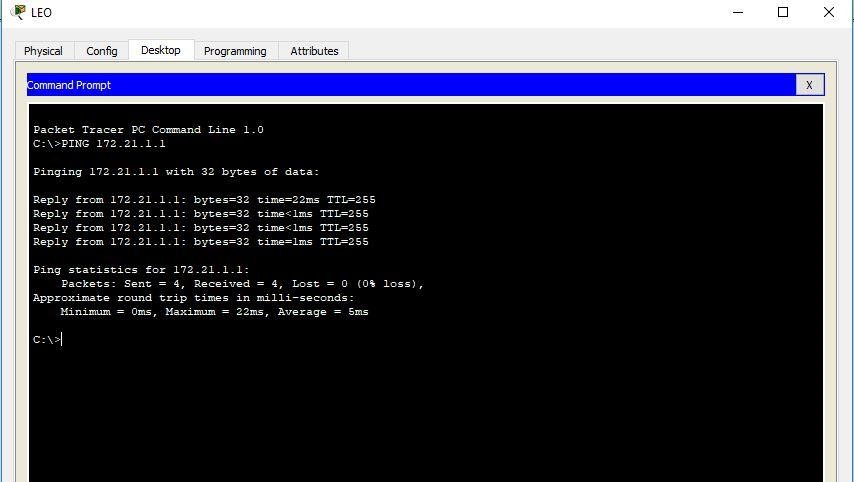 LEO
Physical Config Desktop Programming Attributes
Command Prompt
X
Packet Tracer PC Command Line 1.0
C:\>PING 172.21.1.1
Pinging 172.21.1.1 with 32 bytes of data:
Reply from 172.21.1.1: bytes=32 time=22ms TTL=255
Reply from 172.21.1.1: bytes=32 time<1ms TTL=255
Reply from 172.21.1.1: bytes=32 time<1ms TTL=255
Reply from 172.21.1.1: bytes=32 time=1ms TTL=255
Ping statistics for 172.21.1.1:
Packets: Sent = 4, Received = 4, Lost = 0 (0% loss),
Approximate round trip times in milli-seconds:
Minimum = 0ms, Maximum = 22ms, Average = 5ms
C:\>